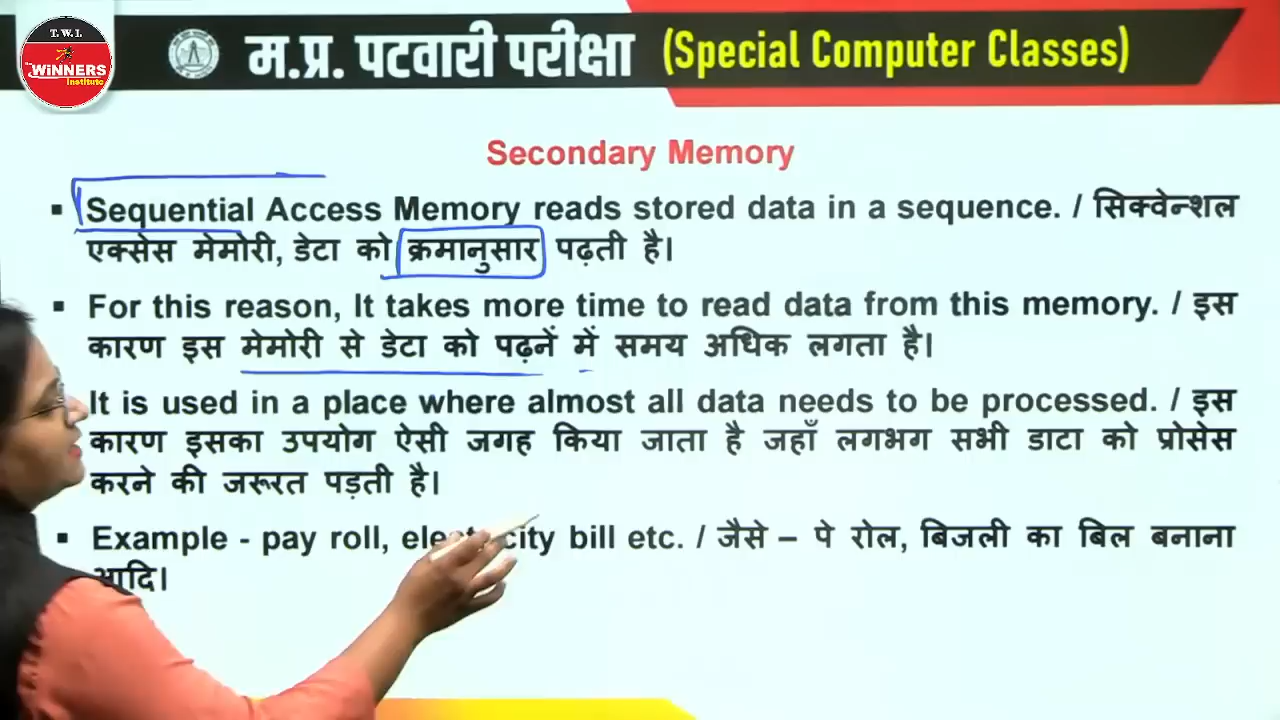 T.W.I.
The WiNNERS
institute
म.प्र. पटवारी परीक्षा (Special Computer Classes)
Secondary Memory
▪ Sequential Access Memory reads stored data in a sequence. / सिक्वेन्शल
एक्सेस मेमोरी, डेटा को क्रमानुसार पढ़ती है।
▪ For this reason, It takes more time to read data from this memory. / इस
कारण इस मेमोरी से डेटा को पढ़नें में समय अधिक लगता है।
It is used in a place where almost all data needs to be processed. / इस
कारण इसका उपयोग ऐसी जगह किया जाता है जहाँ लगभग सभी डाटा को प्रोसेस
करने की जरूरत पड़ती है।
▪ Example - pay roll, electricity bill etc. / जैसे – पे रोल, बिजली का बिल बनाना
आदि।